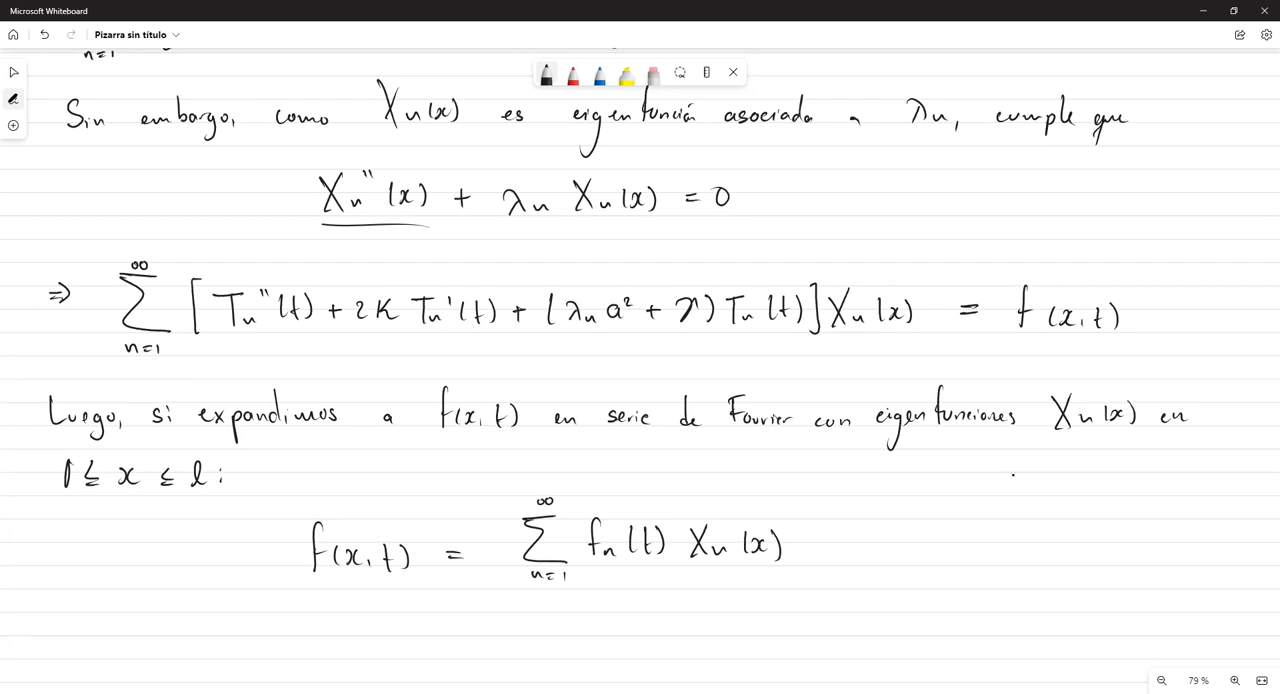 Microsoft Whiteboard
Pizarra sin título
n=1
Sin embargo, como Xn(x) es eigenfunción asociada a λn, cumple que
Xn''(x) + λn Xn(x) = 0
⇒ ∞∑n=1 [Tn''(t) + 2K Tn'(t) + (λn a² + γ) Tn(t)] Xn(x) = f(x,t)
Luego, si expandimos a f(x,t) en serie de Fourier con eigenfunciones Xn(x) en
0 ≤ x ≤ l:
f(x,t) = ∞∑n=1 fn(t) Xn(x)
79 %